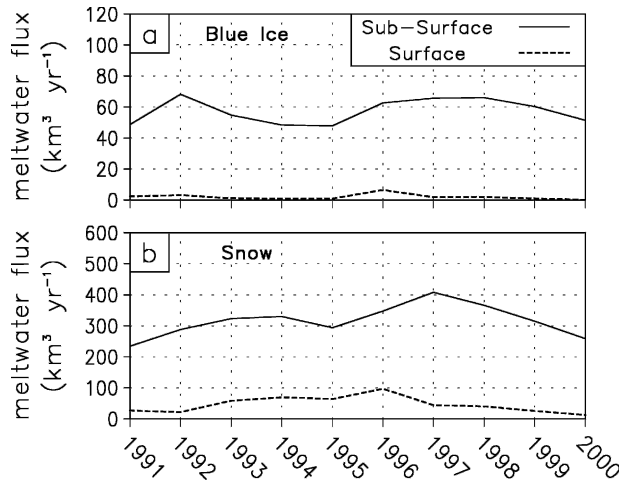 a
Blue Ice
Sub-Surface
Surface
120
100
80
60
40
20
0
meltwater flux
(km³ yr⁻¹)
b
Snow
600
500
400
300
200
100
0
meltwater flux
(km³ yr⁻¹)
1991
1992
1993
1994
1995
1996
1997
1998
1999
2000